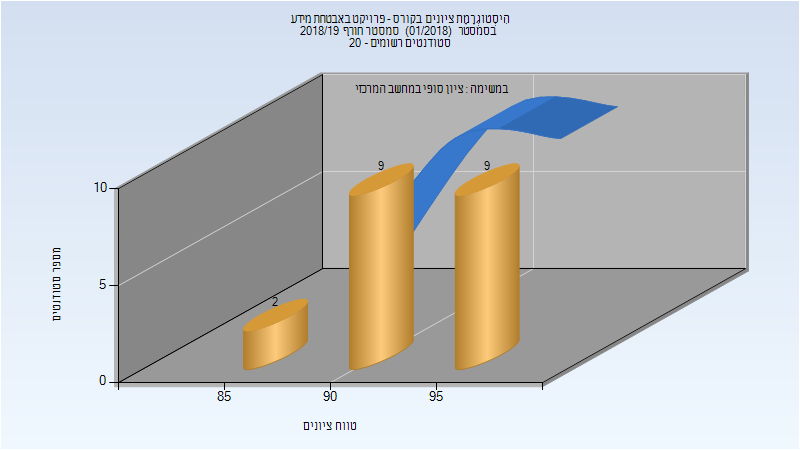 היסטוגרמת ציונים בקורס - פרויקט באבטחת מידע
בסמסטר (01/2018) סמסטר חורף 2018/19
סטודנטים רשומים - 20
במשימה : ציון סופי במחשב המרכזי
9
9
2
10
5
0
85
90
95
מספר סטודנטים
טווח ציונים